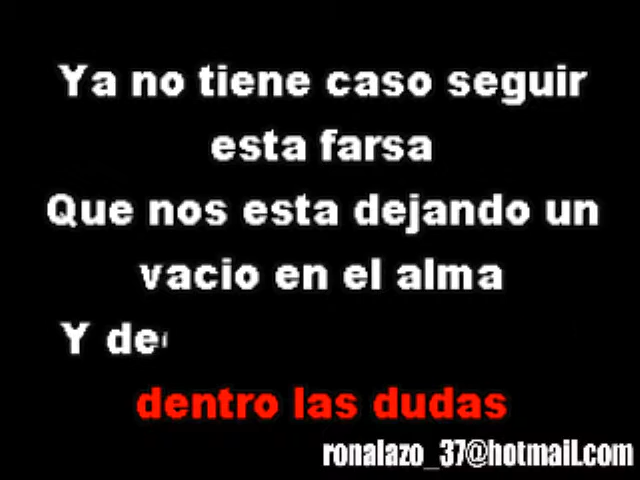 Ya no tiene caso seguir
esta farsa
Que nos esta dejando un
vacio en el alma
Y de
dentro las dudas
ronalazo_37@hotmail.com